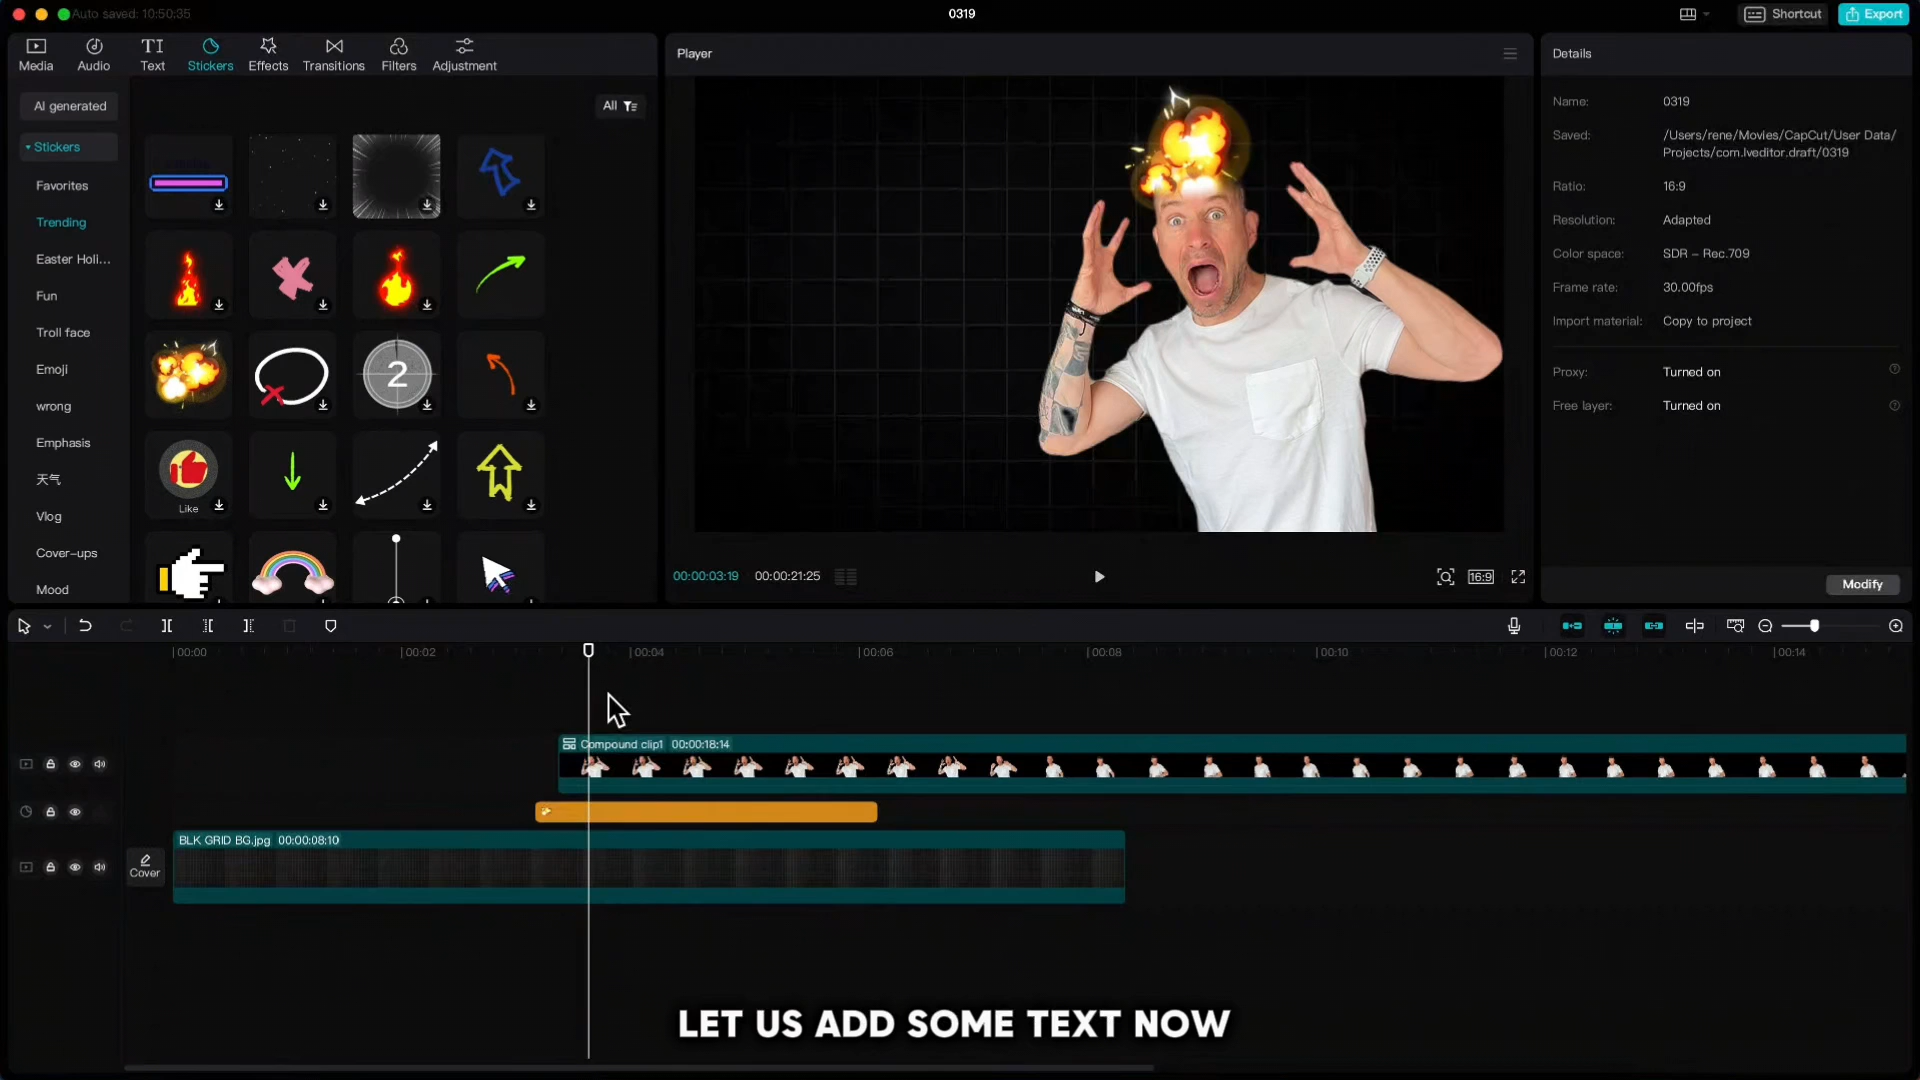 Auto saved: 10:50:35
0319
Shortcut
Export
Media
Audio
TI
Text
Stickers
Effects
Transitions
Filters
Adjustment
AI generated
All
Stickers
Favorites
Trending
Easter Holi...
Fun
Troll face
Emoji
wrong
Emphasis
天气
Vlog
Cover-ups
Mood
2
Like
Player
00:00:03:19
00:00:21:25
16:9
Details
Name:
0319
Saved:
/Users/rene/Movies/CapCut/User Data/
Projects/com.lveditor.draft/0319
Ratio:
16:9
Resolution:
Adapted
Color space:
SDR - Rec.709
Frame rate:
30.00fps
Import material:
Copy to project
Proxy:
Turned on
Free layer:
Turned on
Modify
00:00
00:02
00:04
00:06
00:08
00:10
00:12
00:14
Compound clip1 00:00:18:14
BLK GRID BG.jpg 00:00:08:10
Cover
LET US ADD SOME TEXT NOW